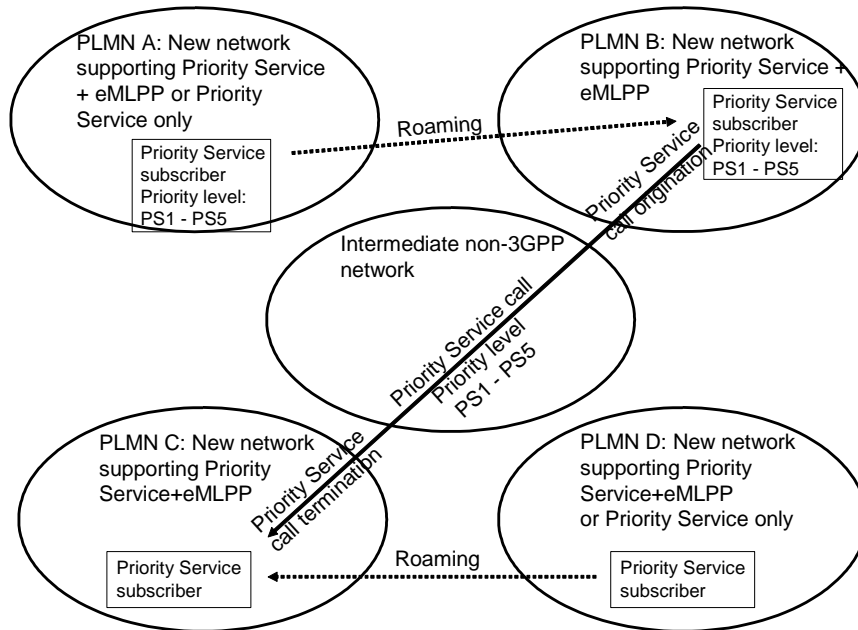 PLMN A: New network
supporting Priority Service
+ eMLPP or Priority
Service only
Priority Service
subscriber
Priority level:
PS1 - PS5
Roaming
PLMN B: New network
supporting Priority Service +
eMLPP
Priority Service
subscriber
Priority level:
PS1 - PS5
Priority Service
call origination
Intermediate non-3GPP
network
Priority Service call
Priority level
PS1 - PS5
Priority Service
call termination
PLMN C: New network
supporting Priority
Service+eMLPP
Priority Service
subscriber
Roaming
PLMN D: New network
supporting Priority
Service+eMLPP
or Priority Service only
Priority Service
subscriber